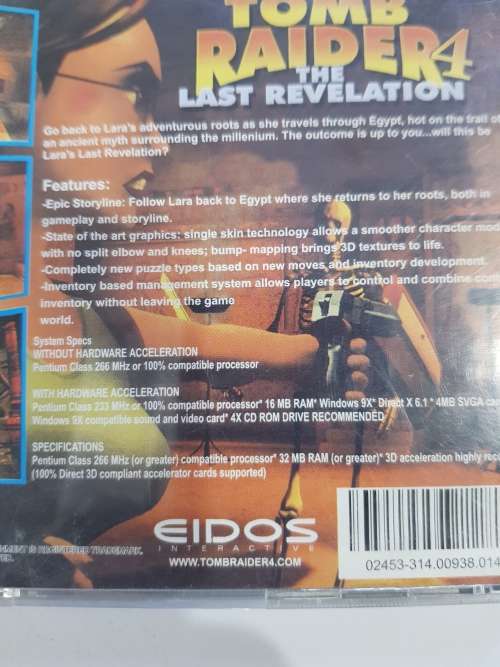 TOMB
RAIDER 4
THE
LAST REVELATION
Go back to Lara's adventurous roots as she travels through Egypt, hot on the trail of
an ancient myth surrounding the millenium. The outcome is up to you...will this be
Lara's Last Revelation?
Features:
-Epic Storyline: Follow Lara back to Egypt where she returns to her roots, both in
gameplay and storyline.
-State of the art graphics: single skin technology allows a smoother character mod
with no split elbow and knees; bump- mapping brings 3D textures to life.
-Completely new puzzle types based on new moves and inventory development.
-Inventory based management system allows players to control and combine com
inventory without leaving the game
world.
System Specs
WITHOUT HARDWARE ACCELERATION
Pentium Class 266 MHz or 100% compatible processor
WITH HARDWARE ACCELERATION
Pentium Class 233 MHz or 100% compatible processor* 16 MB RAM* Windows 9X* Direct X 6.1 * 4MB SVGA car
Windows 9X compatible sound and video card* 4X CD ROM DRIVE RECOMMENDED
SPECIFICATIONS
Pentium Class 266 MHz (or greater) compatible processor* 32 MB RAM (or greater)* 3D acceleration highly rec
(100% Direct 3D compliant accelerator cards supported)
EIDOS
INTERACTIVE
WWW.TOMBRAIDER4.COM
IS REGISTERED TRADEMARK.
02453-314.00938.014